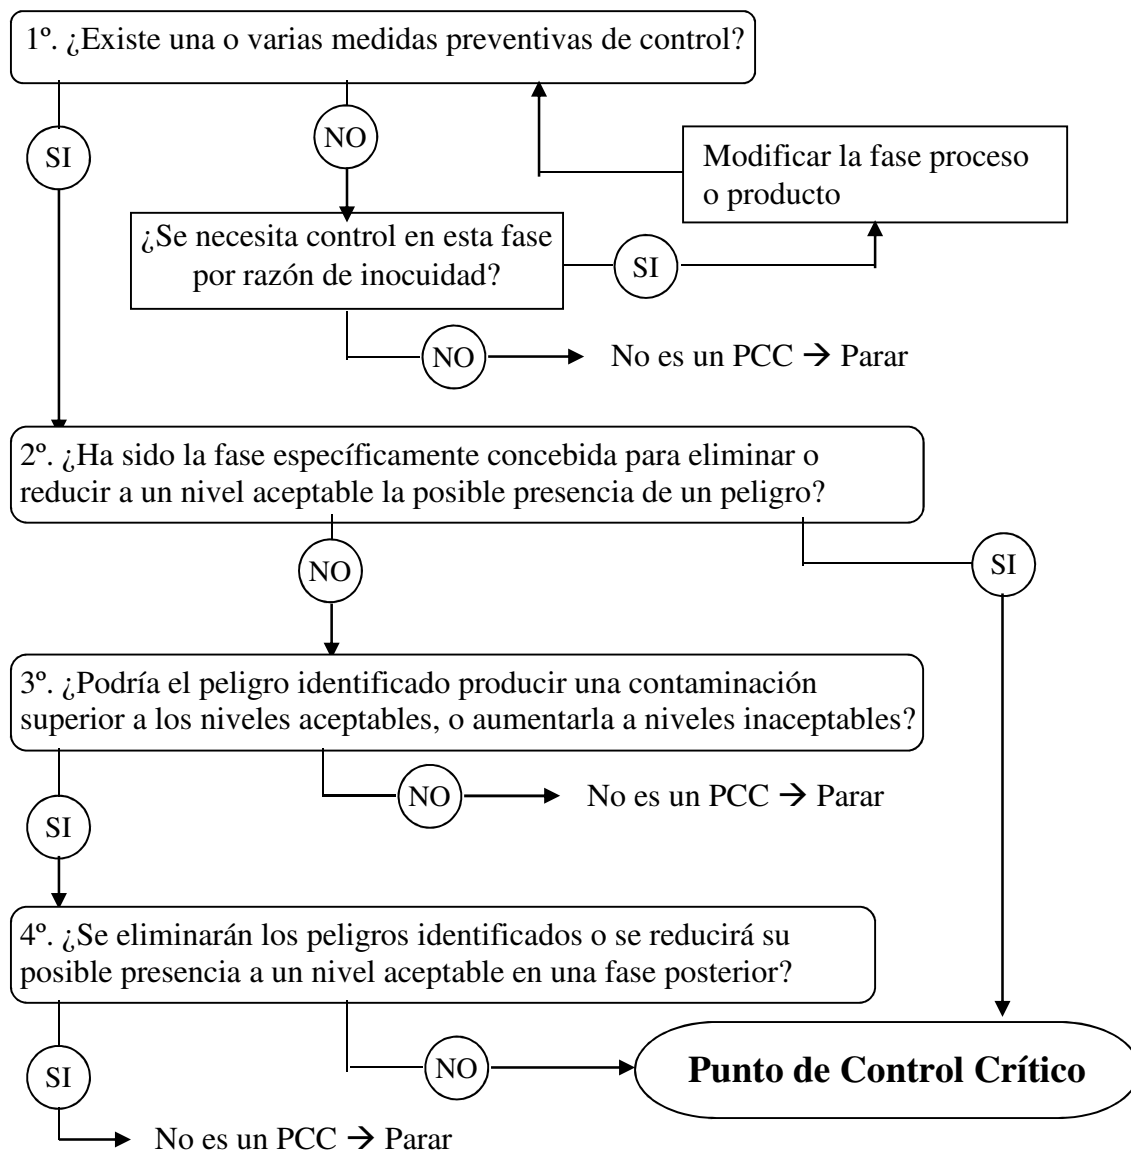 1º. ¿Existe una o varias medidas preventivas de control?
SI
NO
Modificar la fase proceso
o producto
¿Se necesita control en esta fase
por razón de inocuidad?
SI
NO
No es un PCC → Parar
2º. ¿Ha sido la fase específicamente concebida para eliminar o
reducir a un nivel aceptable la posible presencia de un peligro?
NO
SI
3º. ¿Podría el peligro identificado producir una contaminación
superior a los niveles aceptables, o aumentarla a niveles inaceptables?
NO
No es un PCC → Parar
SI
4º. ¿Se eliminarán los peligros identificados o se reducirá su
posible presencia a un nivel aceptable en una fase posterior?
SI
NO
Punto de Control Crítico
No es un PCC → Parar